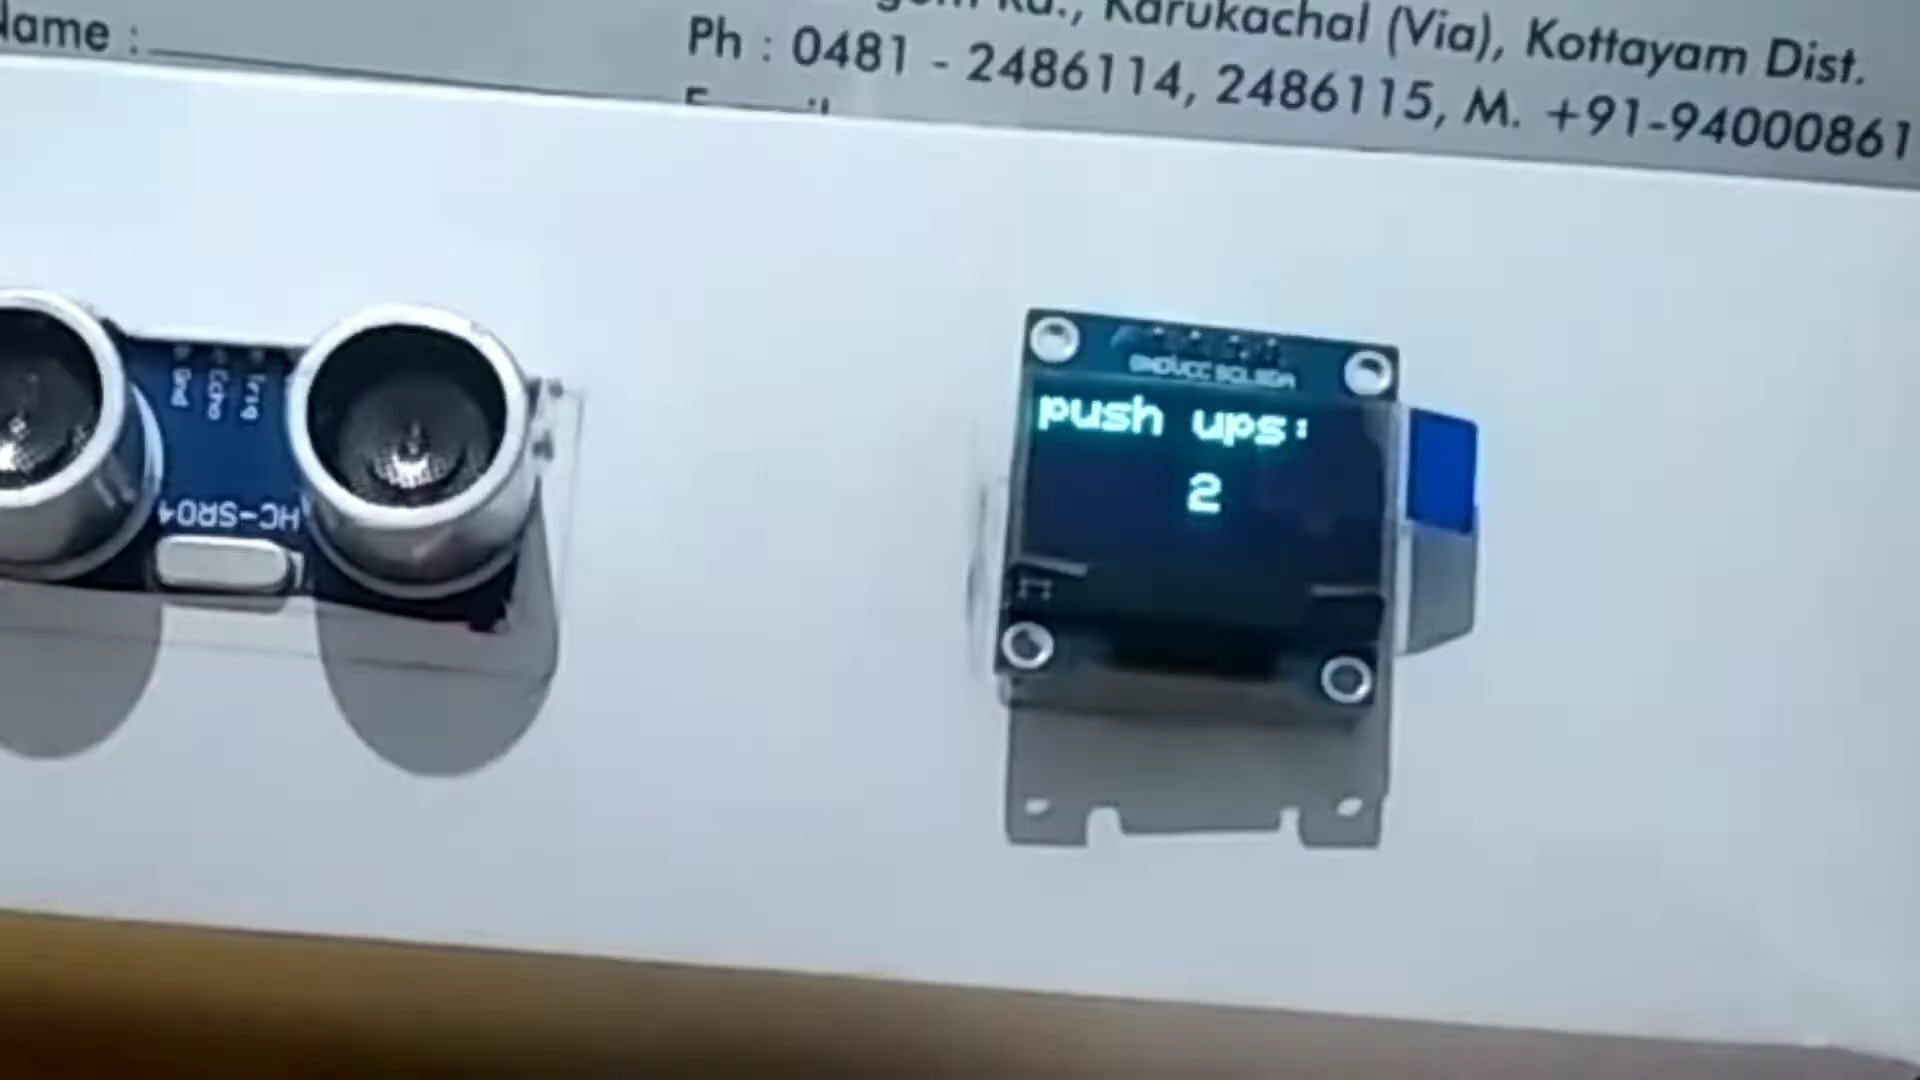 Name :
Rd., Karukachal (Via), Kottayam Dist.
Ph : 0481 - 2486114, 2486115, M. +91-94000861
Trig
Echo
Gnd
HC-SR04
GND VCC SCL SDA
push ups:
2